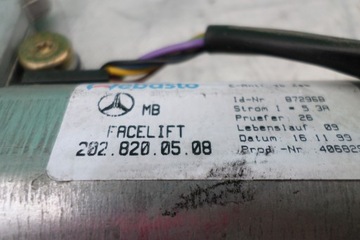 Webasto
MB
FACELIFT
202.820.05.08
Id-Nr 87296B
Strom I = 5.3A
Pruefer 26
Lebenslauf 09
Datum 16 11 99
Prod.-Nr. 406825